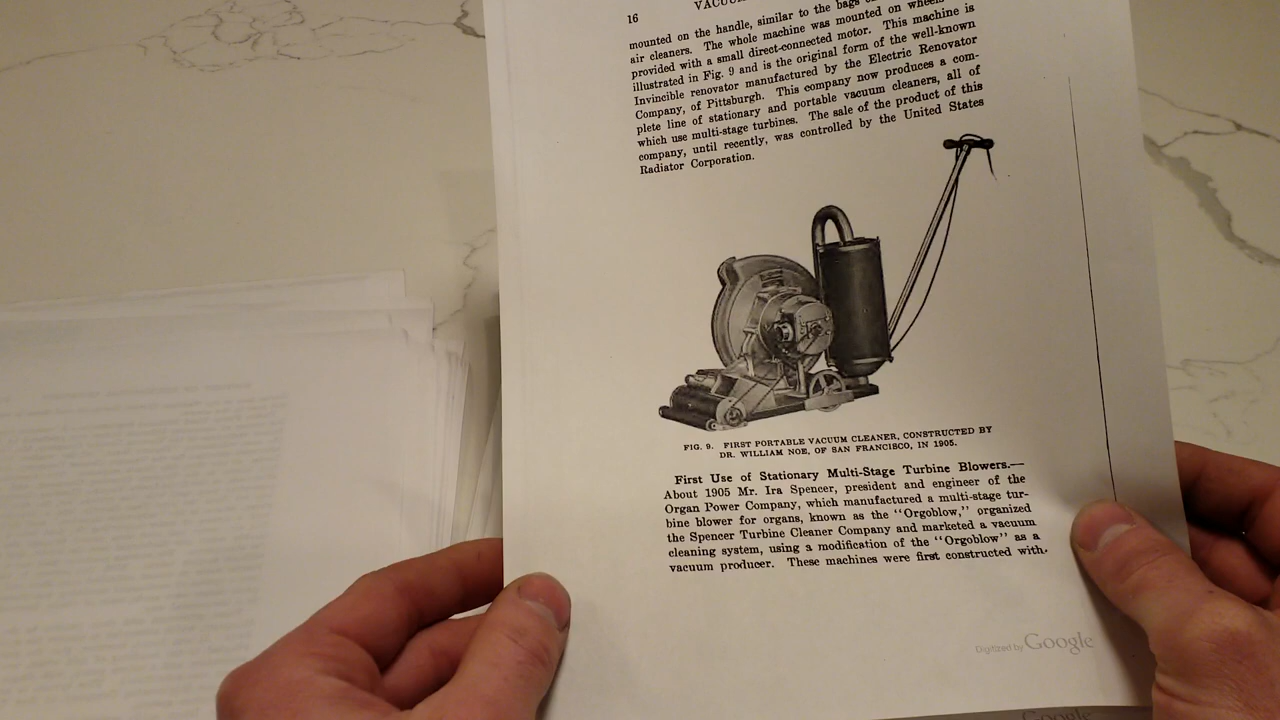 16
VACUU
mounted on the handle, similar to the bags
air cleaners. The whole machine was mounted on wheels
provided with a small direct-connected motor. This machine is
illustrated in Fig. 9 and is the original form of the well-known
Invincible renovator manufactured by the Electric Renovator
Company, of Pittsburgh. This company now produces a com-
plete line of stationary and portable vacuum cleaners, all of
which use multi-stage turbines. The sale of the product of this
company, until recently, was controlled by the United States
Radiator Corporation.
FIG. 9. FIRST PORTABLE VACUUM CLEANER, CONSTRUCTED BY
DR. WILLIAM NOE, OF SAN FRANCISCO, IN 1905.
First Use of Stationary Multi-Stage Turbine Blowers.—
About 1905 Mr. Ira Spencer, president and engineer of the
Organ Power Company, which manufactured a multi-stage tur-
bine blower for organs, known as the "Orgoblow," organized
the Spencer Turbine Cleaner Company and marketed a vacuum
cleaning system, using a modification of the "Orgoblow" as a
vacuum producer. These machines were first constructed with
Digitized by Google
Google